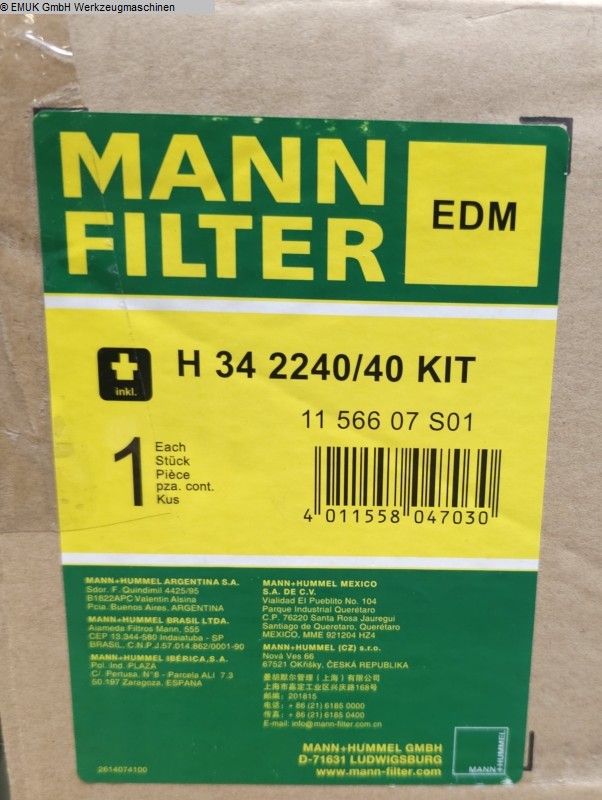 © EMUK GmbH Werkzeugmaschinen
MANN
FILTER
EDM
inkl.
H 34 2240/40 KIT
11 566 07 S01
1
Each
Stück
Pièce
pza. cont.
Kus
4 011558 047030
MANN+HUMMEL ARGENTINA S.A.
Sdor. F. Quindimil 4425/95
B1822APC Valentin Alsina
Pcia. Buenos Aires, ARGENTINA
MANN+HUMMEL BRASIL LTDA.
Alameda Filtros Mann, 555
CEP 13.344-580 Indaiatuba - SP
BRASIL, C.N.P.J.57.014.862/0001-90
MANN+HUMMEL IBÉRICA,S.A.
Pol. Ind. PLAZA
C/. Pertusa, N°8 - Parcela ALI 7.3
50.197 Zaragoza, ESPANA
MANN+HUMMEL MEXICO
S.A. DE C.V.
Vialidad El Pueblito No. 104
Parque Industrial Querétaro
C.P. 76220 Santa Rosa Jauregui
Santiago de Queretaro, Queretaro
MEXICO, MME 921204 HZ4
MANN+HUMMEL (CZ) s.r.o.
Nová Ves 66
67521 Okříšky, ČESKÁ REPUBLIKA
曼胡默尔管理（上海）有限公司
上海市嘉定工业区兴庆路168号
邮编：201815
电话：+ 86 (21) 6185 0000
传真：+ 86 (21) 6185 0400
E-mail: info@mann-filter.com
MANN+HUMMEL GMBH
D-71631 LUDWIGSBURG
www.mann-filter.com
2614074100
MANN+
HUMMEL